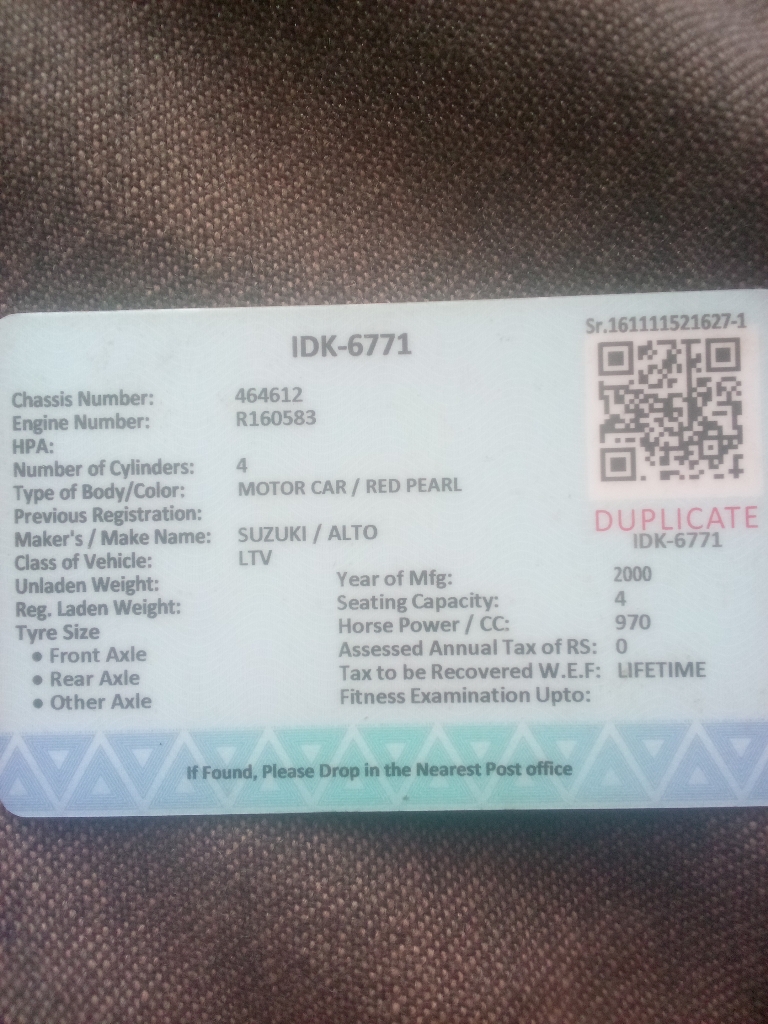 IDK-6771
Sr.161111521627-1
Chassis Number: 464612
Engine Number: R160583
HPA:
Number of Cylinders: 4
Type of Body/Color: MOTOR CAR / RED PEARL
Previous Registration:
DUPLICATE
Maker's / Make Name: SUZUKI / ALTO
IDK-6771
Class of Vehicle: LTV
Unladen Weight:
Year of Mfg: 2000
Reg. Laden Weight:
Seating Capacity: 4
Tyre Size
Horse Power / CC: 970
• Front Axle
Assessed Annual Tax of RS: 0
• Rear Axle
Tax to be Recovered W.E.F: LIFETIME
• Other Axle
Fitness Examination Upto:
If Found, Please Drop in the Nearest Post office